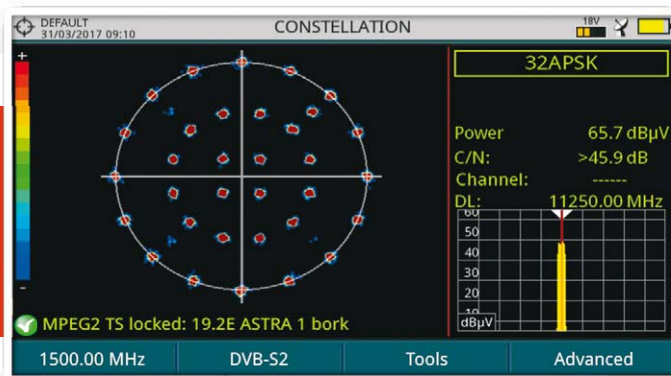 DEFAULT
31/03/2017 09:10
CONSTELLATION
18V
+
32APSK
Power 65.7 dBµV
C/N: >45.9 dB
Channel: ------
DL: 11250.00 MHz
60
50
40
30
20
10
dBµV
-
MPEG2 TS locked: 19.2E ASTRA 1 bork
1500.00 MHz DVB-S2 Tools Advanced